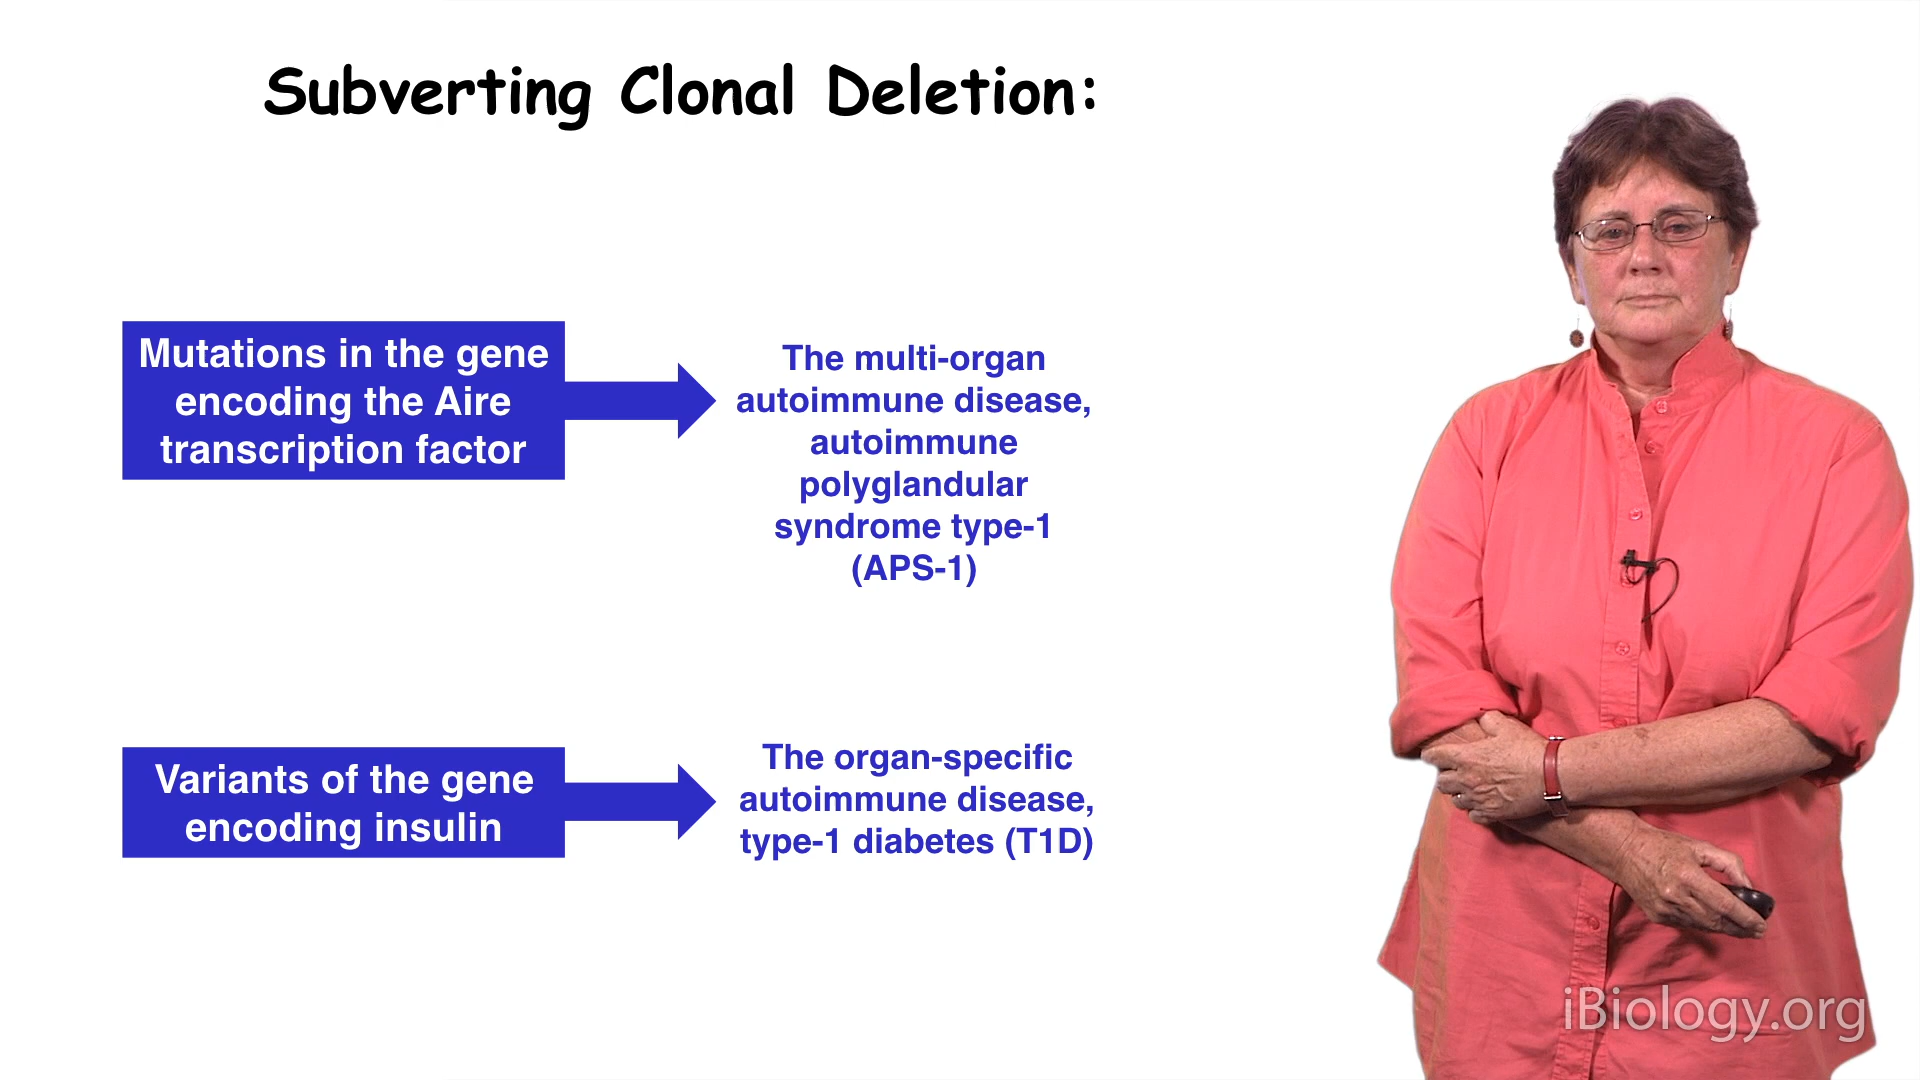 Subverting Clonal Deletion:
Mutations in the gene
encoding the Aire
transcription factor
The multi-organ
autoimmune disease,
autoimmune
polyglandular
syndrome type-1
(APS-1)
Variants of the gene
encoding insulin
The organ-specific
autoimmune disease,
type-1 diabetes (T1D)
iBiology.org